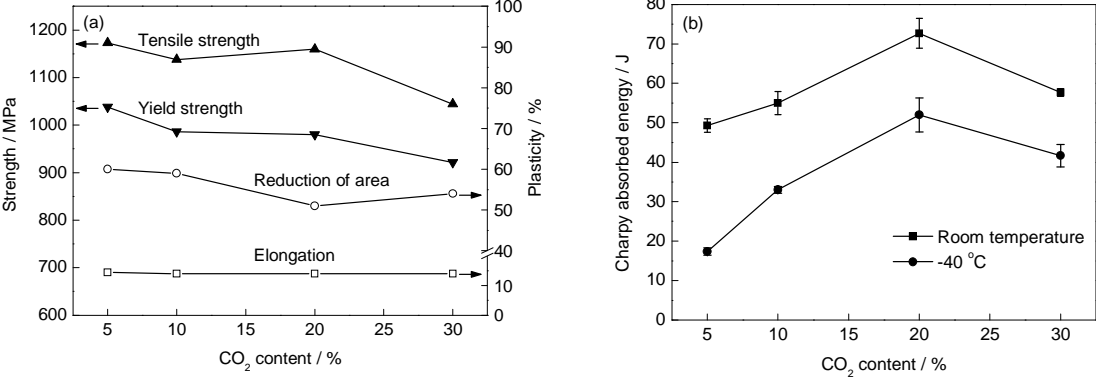 (a)
Tensile strength
Yield strength
Reduction of area
Elongation
Strength / MPa
1200
1100
1000
900
800
700
600
Plasticity / %
100
90
80
70
60
50
40
10
0
5 10 15 20 25 30
CO2 content / %
(b)
Charpy absorbed energy / J
80
70
60
50
40
30
20
10
0
Room temperature
-40 °C
5 10 15 20 25 30
CO2 content / %